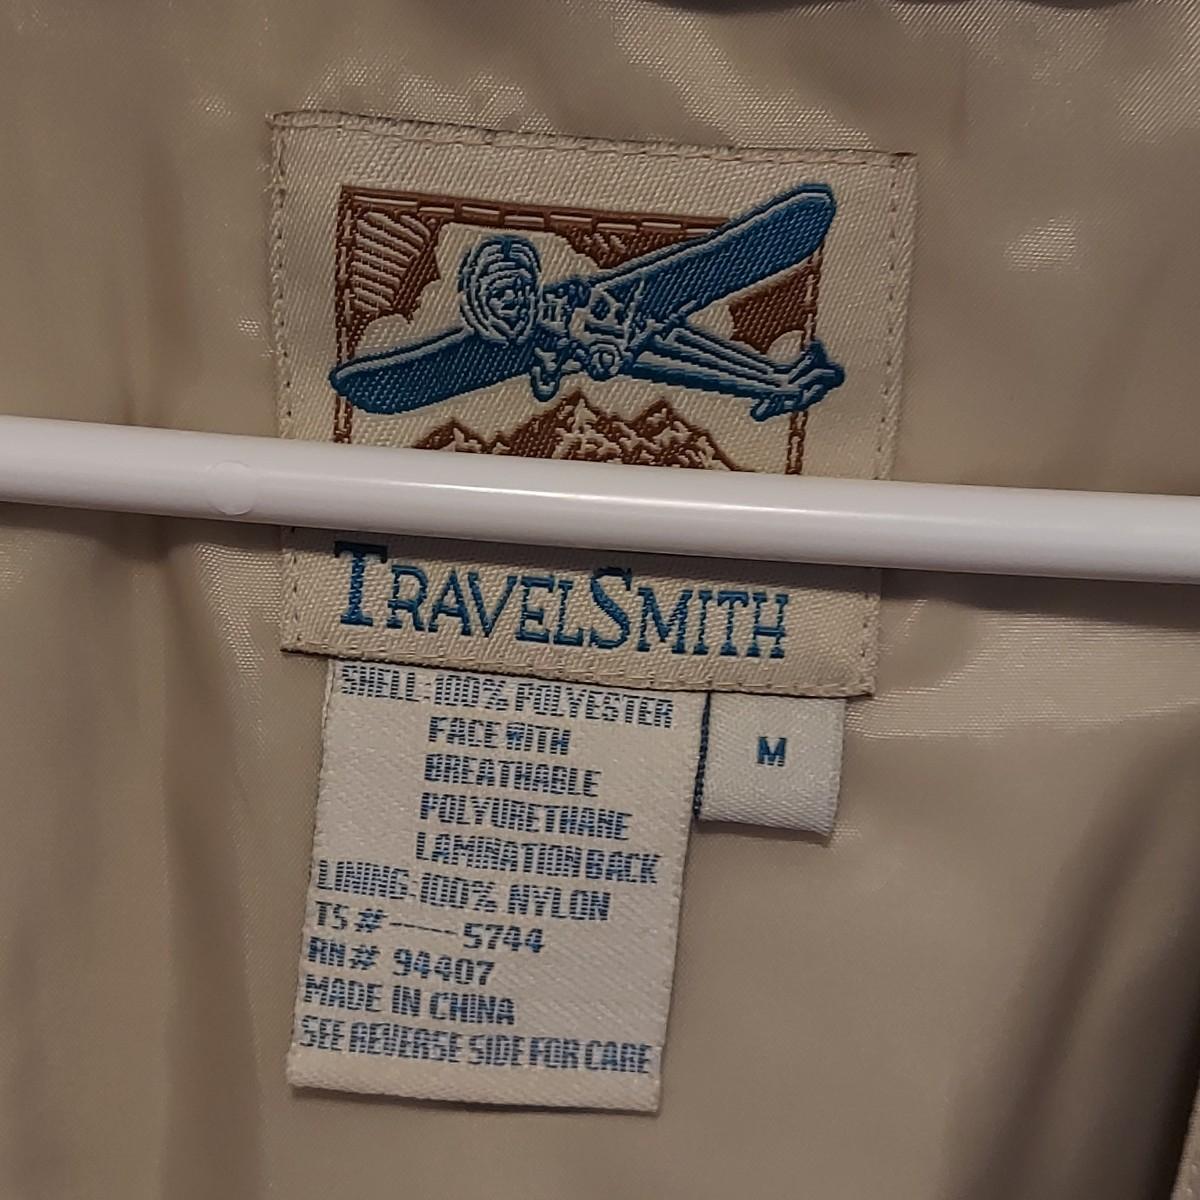 TRAVELSMITH
SHELL: 100% POLYESTER
FACE WITH
BREATHABLE
POLYURETHANE
LAMINATION BACK
LINING: 100% NYLON
TS #-----5744
RN# 94407
MADE IN CHINA
SEE REVERSE SIDE FOR CARE
M